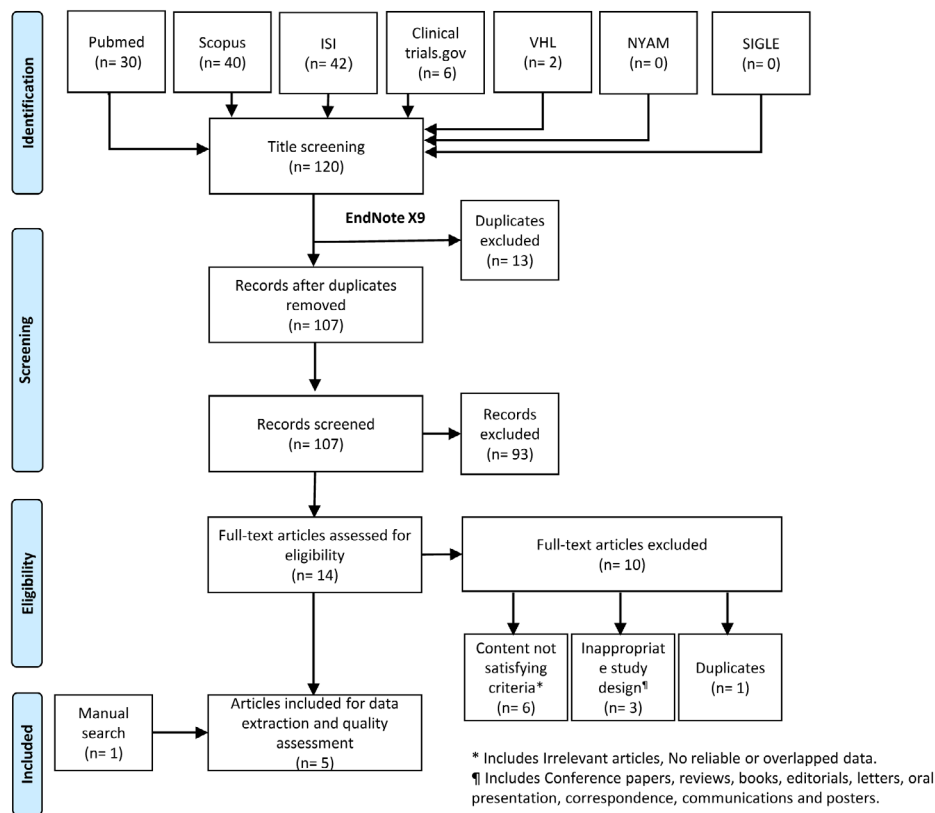 Identification
Pubmed
(n= 30)
Scopus
(n= 40)
ISI
(n= 42)
Clinical
trials.gov
(n= 6)
VHL
(n= 2)
NYAM
(n= 0)
SIGLE
(n= 0)
Title screening
(n= 120)
Screening
EndNote X9
Duplicates
excluded
(n= 13)
Records after duplicates
removed
(n= 107)
Records screened
(n= 107)
Records
excluded
(n= 93)
Eligibility
Full-text articles assessed for
eligibility
(n= 14)
Full-text articles excluded
(n= 10)
Content not
satisfying
criteria*
(n= 6)
Inappropriat
e study
design¶
(n= 3)
Duplicates
(n= 1)
Included
Manual
search
(n= 1)
Articles included for data
extraction and quality
assessment
(n= 5)
* Includes Irrelevant articles, No reliable or overlapped data.
¶ Includes Conference papers, reviews, books, editorials, letters, oral
presentation, correspondence, communications and posters.